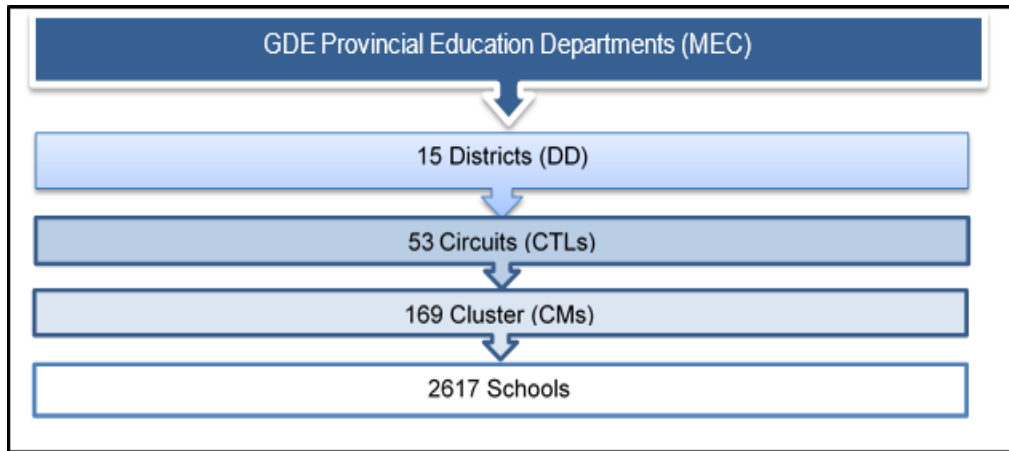 GDE Provincial Education Departments (MEC)
15 Districts (DD)
53 Circuits (CTLs)
169 Cluster (CMs)
2617 Schools